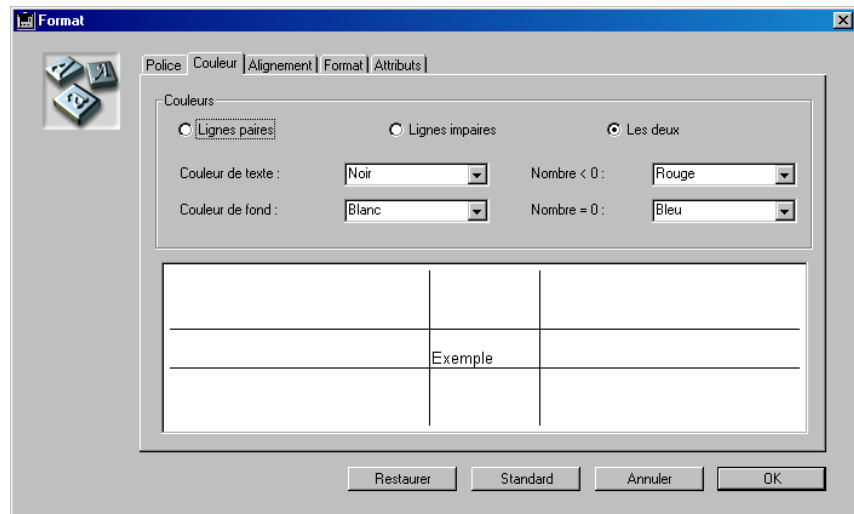 Format
Police Couleur Alignement Format Attributs
Couleurs
Lignes paires Lignes impaires Les deux
Couleur de texte : Noir Nombre < 0 : Rouge
Couleur de fond : Blanc Nombre = 0 : Bleu
Exemple
Restaurer Standard Annuler OK